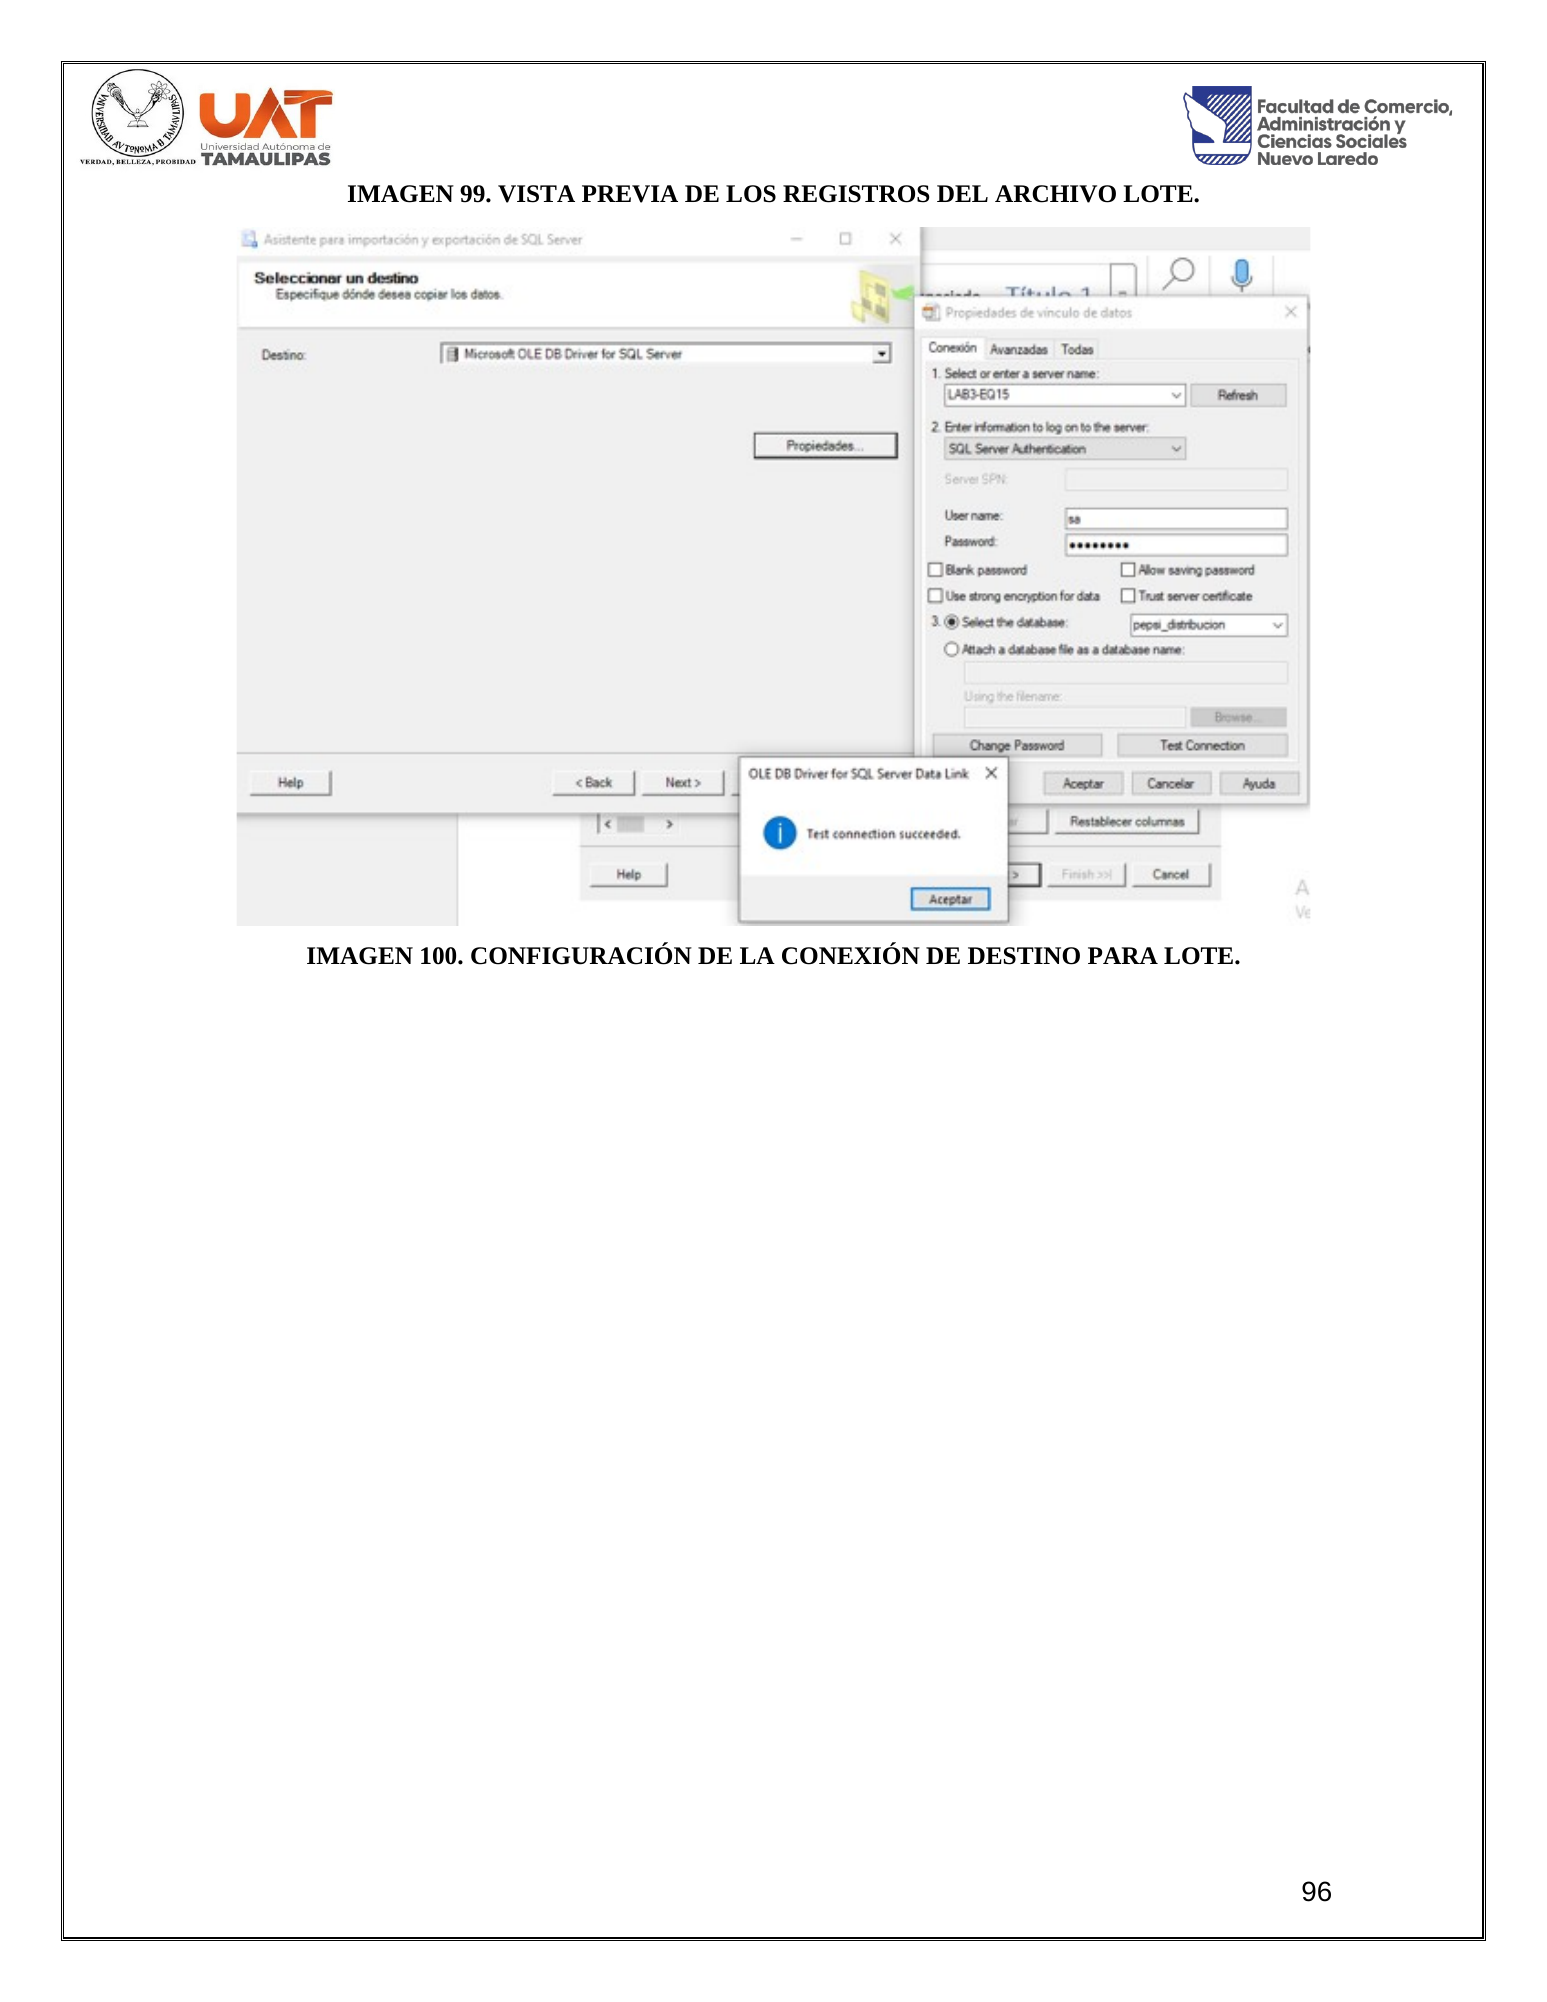 UNIVERSIDAD AUTONOMA DE TAMAULIPAS
VERDAD, BELLEZA, PROBIDAD
UAT
Universidad Autónoma de
TAMAULIPAS
Facultad de Comercio,
Administración y
Ciencias Sociales
Nuevo Laredo
IMAGEN 99. VISTA PREVIA DE LOS REGISTROS DEL ARCHIVO LOTE.
Asistente para importación y exportación de SQL Server
Seleccionar un destino
Especifique dónde desea copiar los datos.
Destino:
Microsoft OLE DB Driver for SQL Server
Propiedades...
Help
< Back
Next >
Título 1
Propiedades de vínculo de datos
Conexión Avanzadas Todas
1. Select or enter a server name:
LAB3-EQ15
Refresh
2. Enter information to log on to the server:
SQL Server Authentication
Server SPN:
User name:
sa
Password:
••••••••
Blank password
Allow saving password
Use strong encryption for data
Trust server certificate
3. Select the database:
pepsi_distribucion
Attach a database file as a database name:
Using the filename:
Browse...
Change Password
Test Connection
Aceptar
Cancelar
Ayuda
OLE DB Driver for SQL Server Data Link
Test connection succeeded.
Aceptar
Restablecer columnas
Help
Finish >>|
Cancel
IMAGEN 100. CONFIGURACIÓN DE LA CONEXIÓN DE DESTINO PARA LOTE.
96